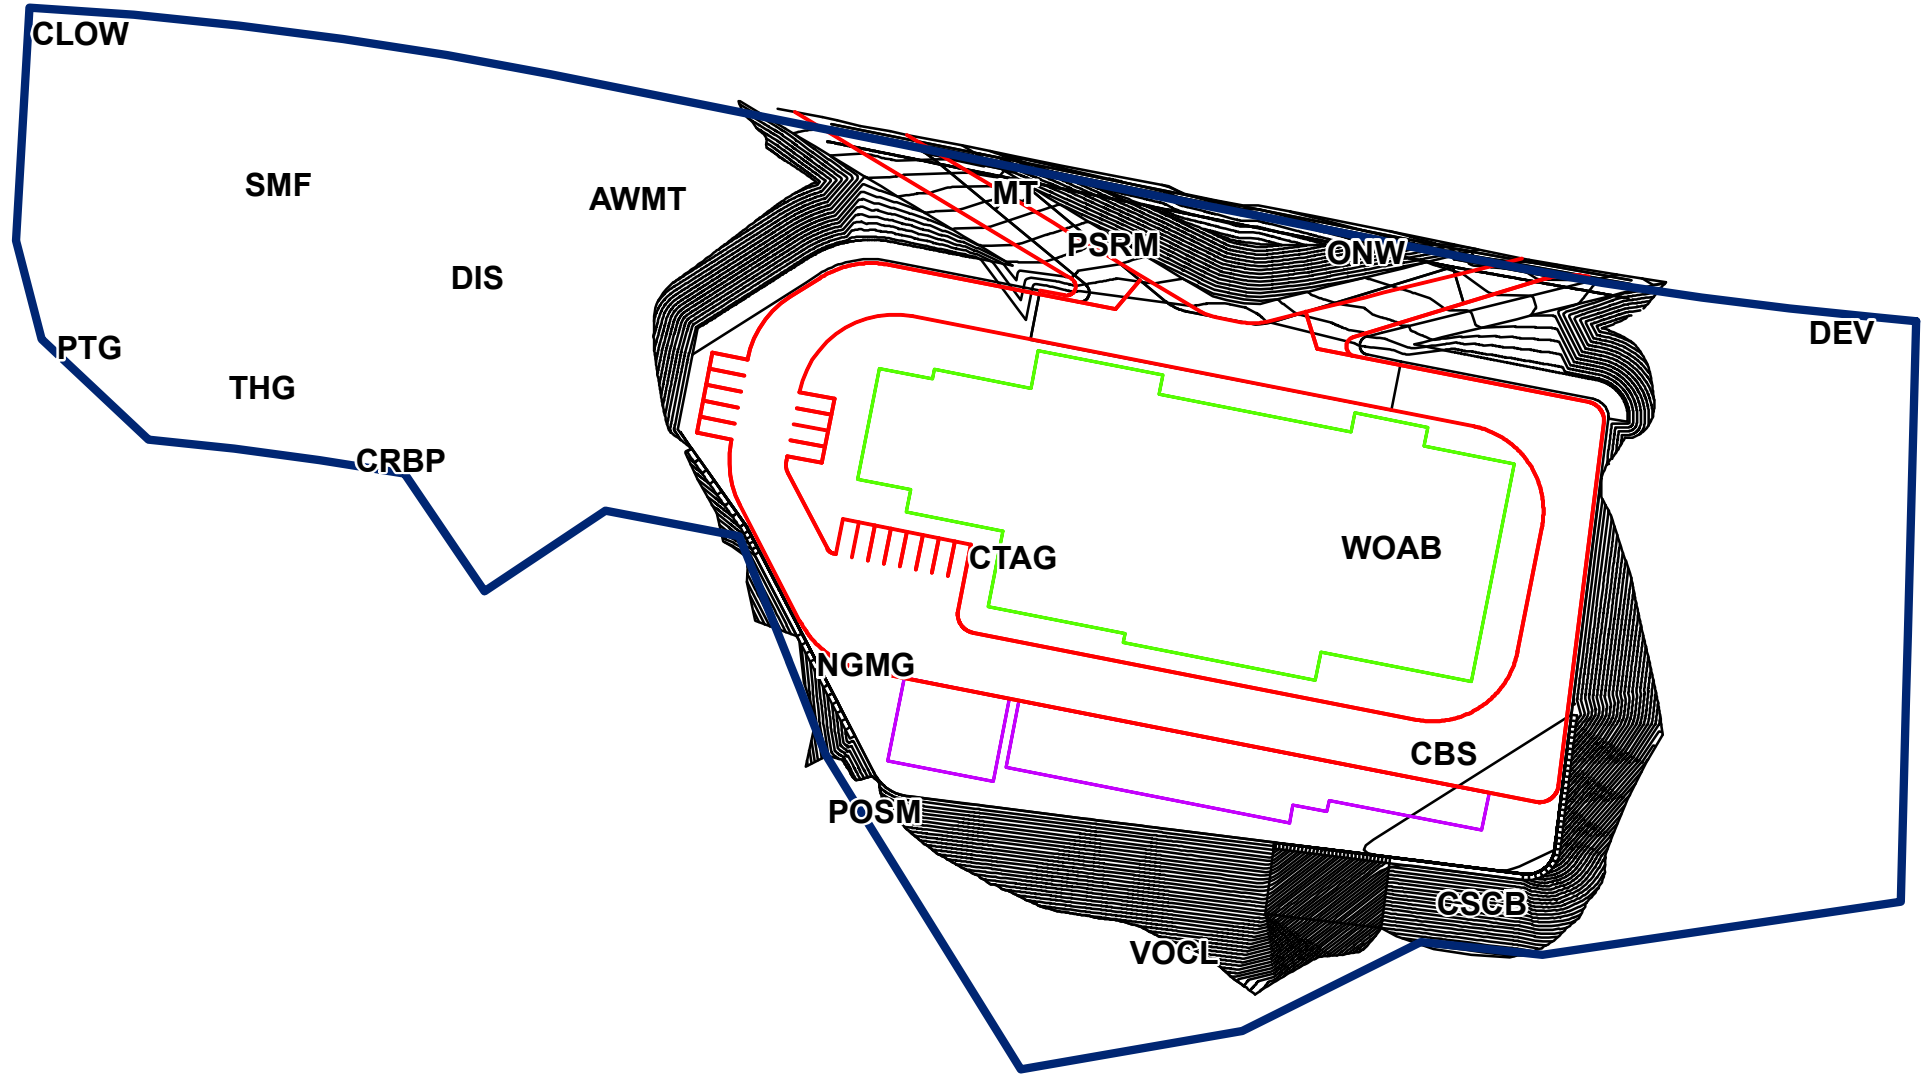 CLOW
SMF
AWMT
MT
PSRM
ONW
DIS
DEV
PTG
THG
CRBP
CTAG
WOAB
NGMG
CBS
POSM
CSCB
VOCL